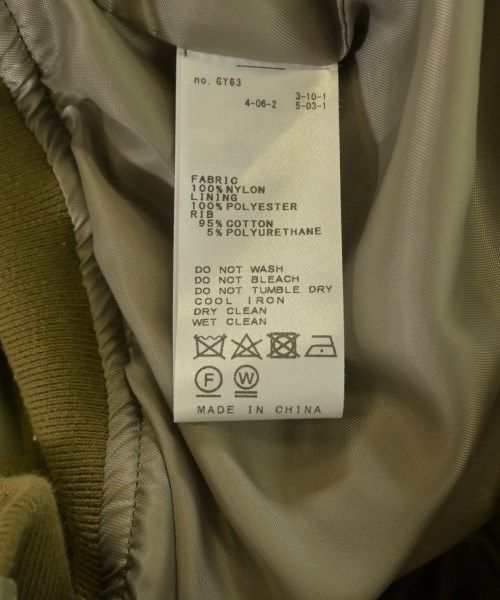 no. GY63
4-06-2 3-10-1
5-03-1
FABRIC
100% NYLON
LINING
100% POLYESTER
RIB
95% COTTON
5% POLYURETHANE
DO NOT WASH
DO NOT BLEACH
DO NOT TUMBLE DRY
COOL IRON
DRY CLEAN
WET CLEAN
F W
MADE IN CHINA